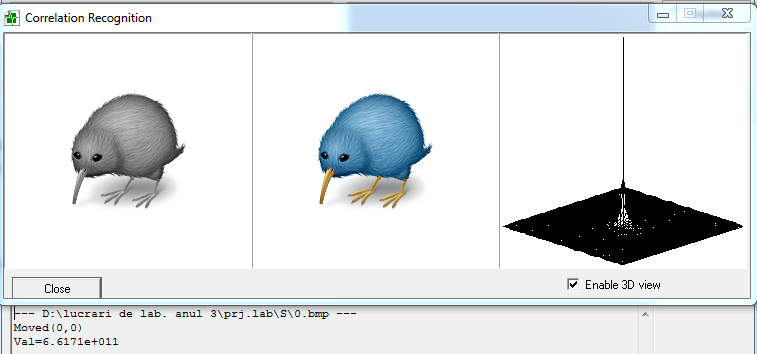 Correlation Recognition
Close
Enable 3D view
--- D:\lucrari de lab. anul 3\prj.lab\S\0.bmp ---
Moved(0,0)
Val=6.6171e+011